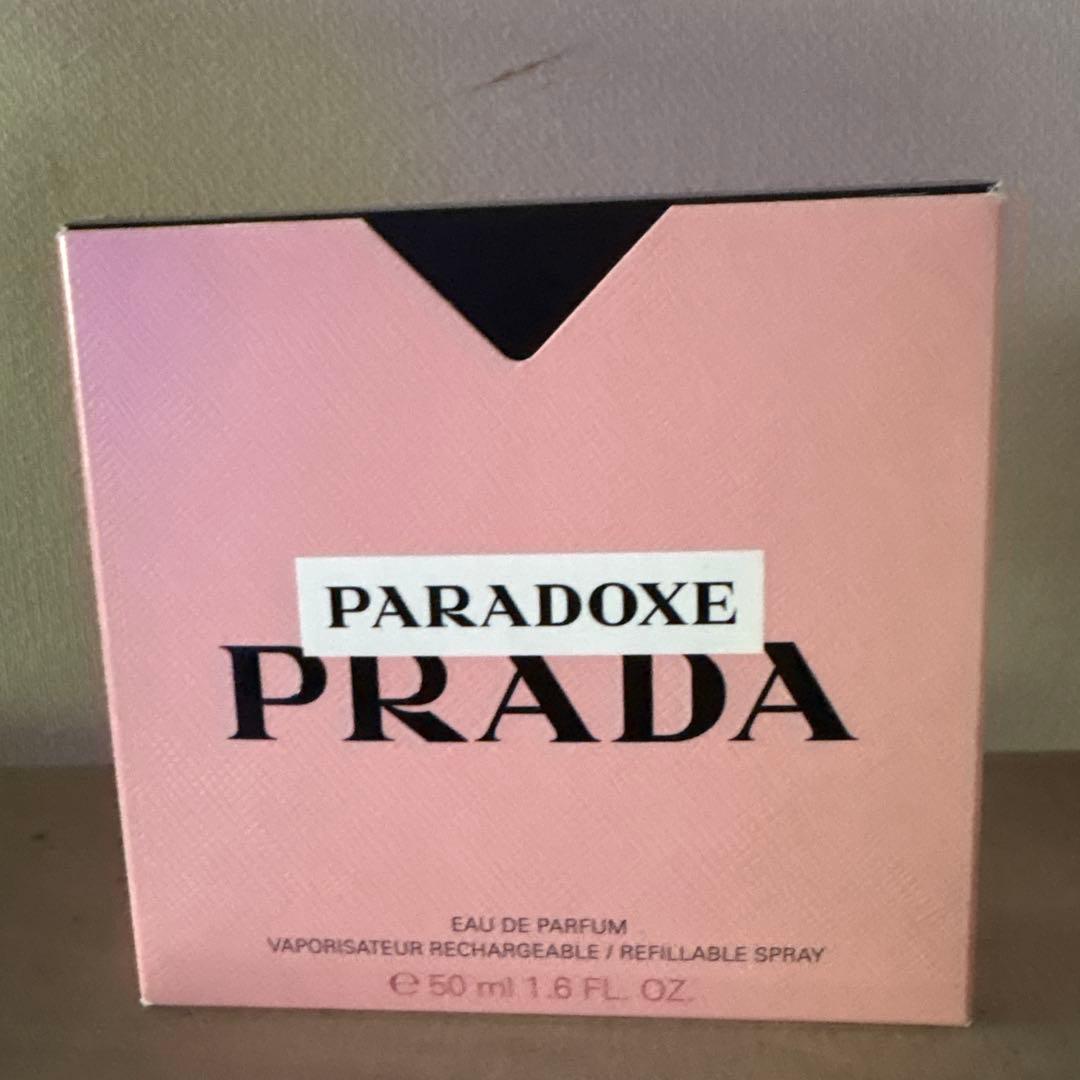 PARADOXE
PRADA
EAU DE PARFUM
VAPORISATEUR RECHARGEABLE / REFILLABLE SPRAY
℮ 50 ml 1.6 FL. OZ.